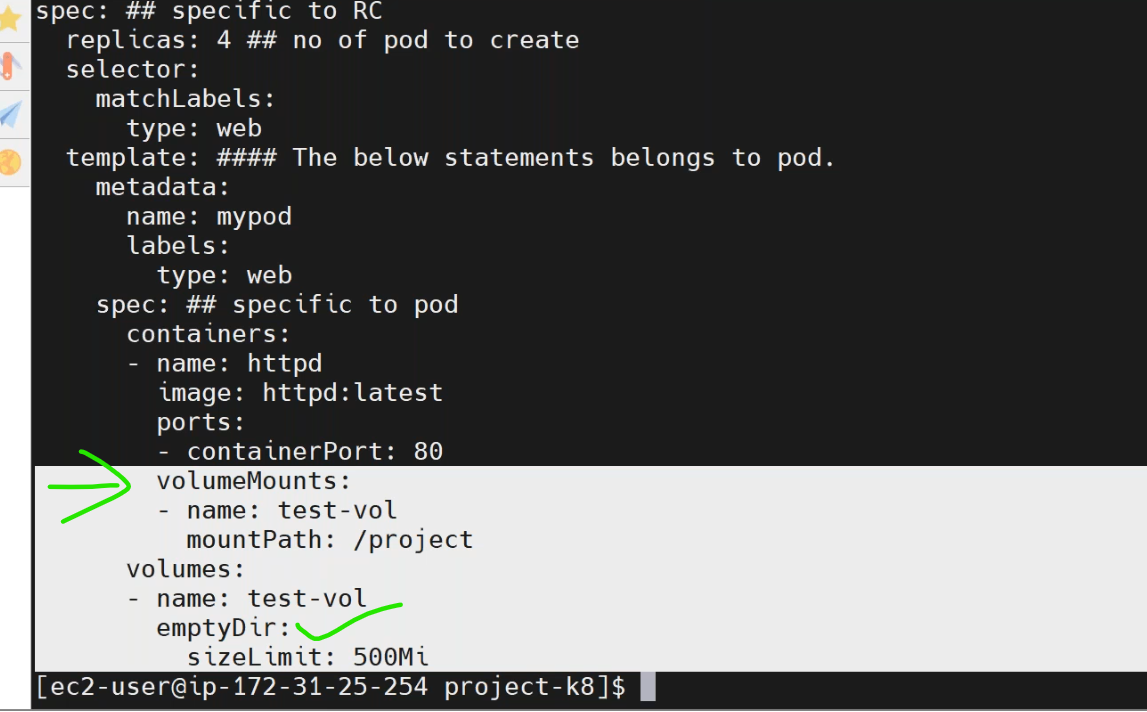 spec: ## specific to RC
  replicas: 4 ## no of pod to create
  selector:
    matchLabels:
      type: web
  template: #### The below statements belongs to pod.
    metadata:
      name: mypod
      labels:
        type: web
    spec: ## specific to pod
      containers:
      - name: httpd
        image: httpd:latest
        ports:
        - containerPort: 80
        volumeMounts:
        - name: test-vol
          mountPath: /project
      volumes:
      - name: test-vol
        emptyDir:
          sizeLimit: 500Mi
[ec2-user@ip-172-31-25-254 project-k8]$